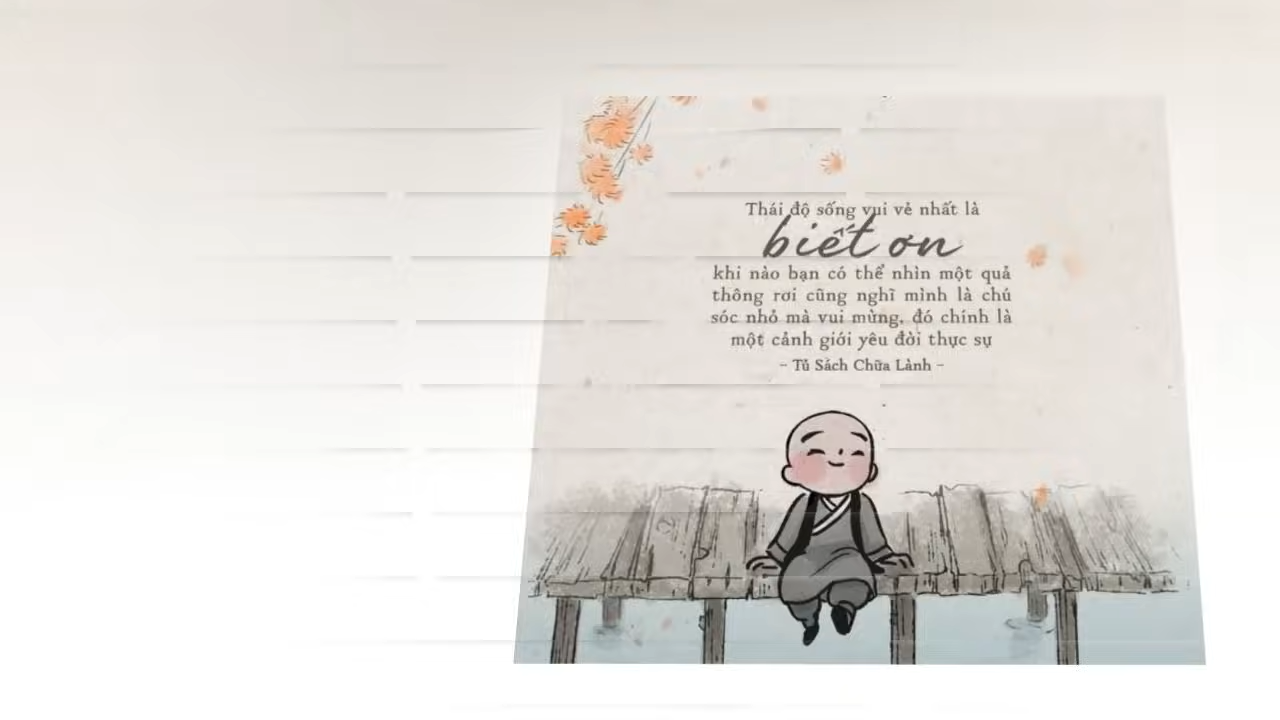 Thái độ sống vui vẻ nhất là
biết ơn
khi nào bạn có thể nhìn một quả
thông rơi cũng nghĩ mình là chú
sóc nhỏ mà vui mừng, đó chính là
một cảnh giới yêu đời thực sự
- Tủ Sách Chữa Lành -